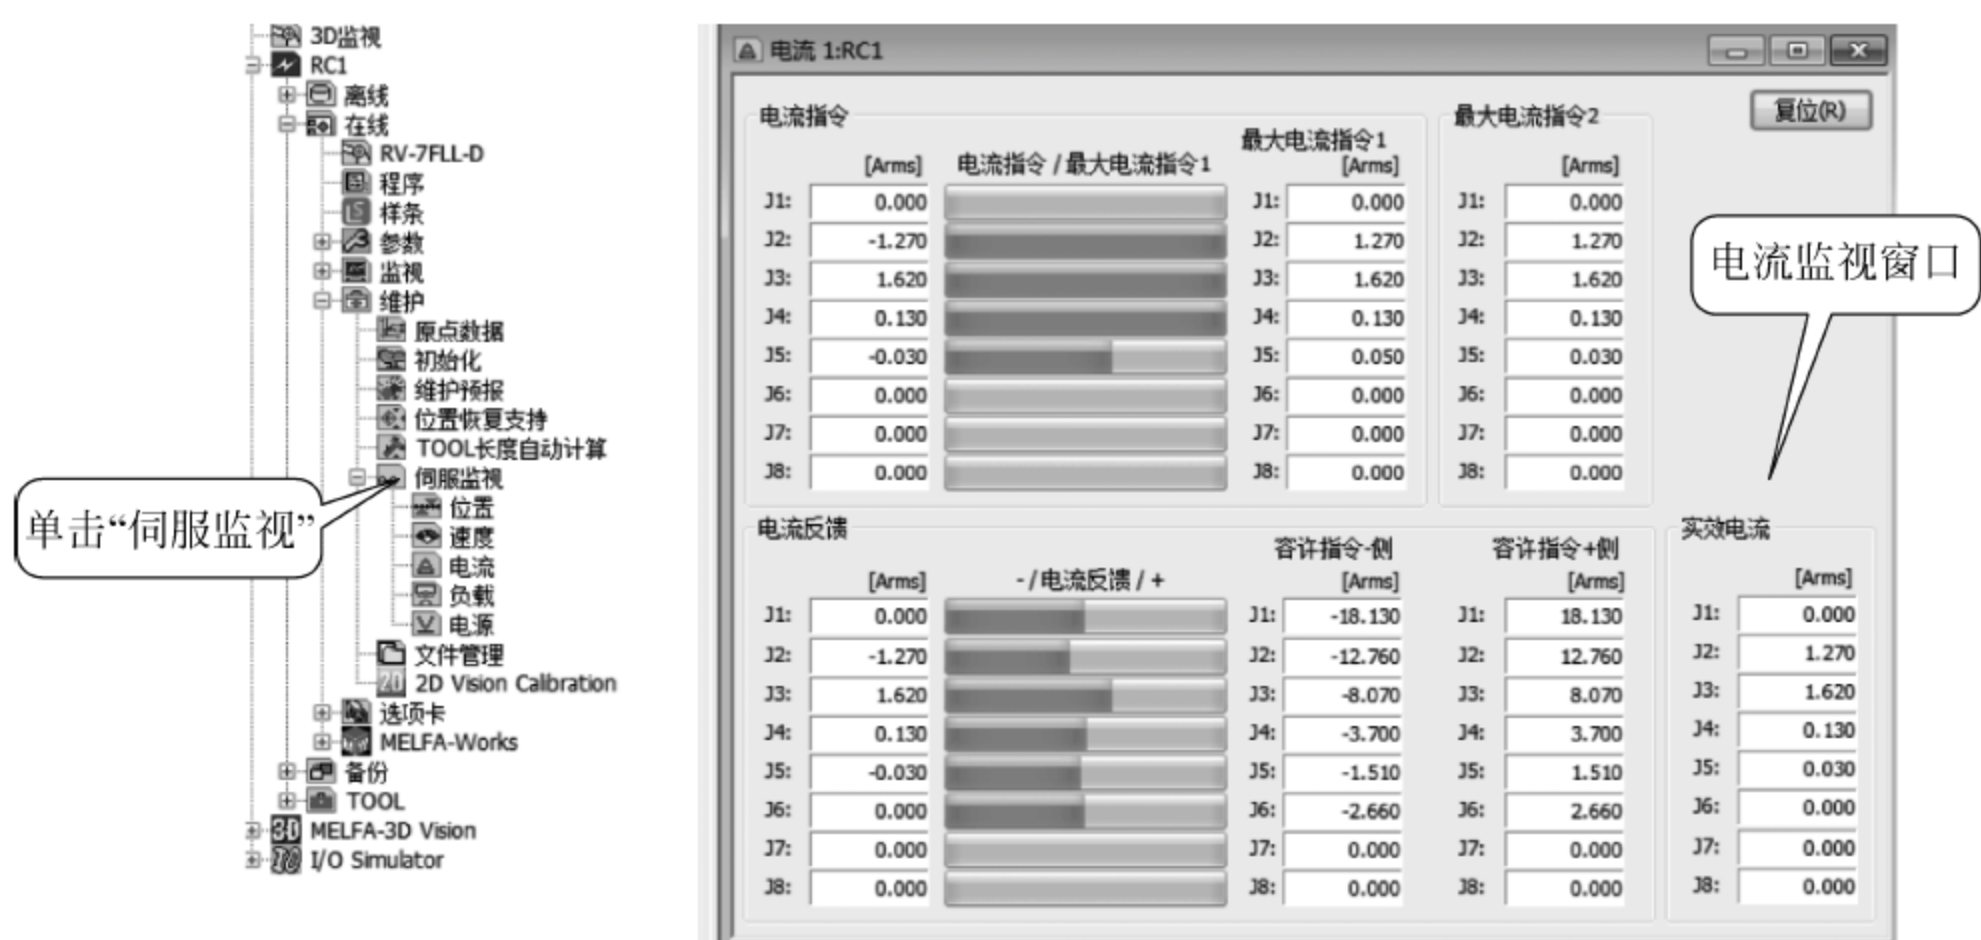 3D监视
RC1
离线
在线
RV-7FLL-D
程序
样条
参数
监视
维护
原点数据
初始化
维护预报
位置恢复支持
TOOL长度自动计算
伺服监视
位置
速度
电流
负载
电源
文件管理
2D Vision Calibration
选项卡
MELFA-Works
备份
TOOL
MELFA-3D Vision
I/O Simulator
单击“伺服监视”
电流 1:RC1
复位(R)
电流指令
[Arms] 电流指令 / 最大电流指令1 最大电流指令1 [Arms]
J1: 0.000 J1: 0.000
J2: -1.270 J2: 1.270
J3: 1.620 J3: 1.620
J4: 0.130 J4: 0.130
J5: -0.030 J5: 0.050
J6: 0.000 J6: 0.000
J7: 0.000 J7: 0.000
J8: 0.000 J8: 0.000
最大电流指令2
[Arms]
J1: 0.000
J2: 1.270
J3: 1.620
J4: 0.130
J5: 0.030
J6: 0.000
J7: 0.000
J8: 0.000
电流监视窗口
电流反馈
容许指令-侧 容许指令+侧
[Arms] - / 电流反馈 / + [Arms] [Arms]
J1: 0.000 J1: -18.130 J1: 18.130
J2: -1.270 J2: -12.760 J2: 12.760
J3: 1.620 J3: -8.070 J3: 8.070
J4: 0.130 J4: -3.700 J4: 3.700
J5: -0.030 J5: -1.510 J5: 1.510
J6: 0.000 J6: -2.660 J6: 2.660
J7: 0.000 J7: 0.000 J7: 0.000
J8: 0.000 J8: 0.000 J8: 0.000
实效电流
[Arms]
J1: 0.000
J2: 1.270
J3: 1.620
J4: 0.130
J5: 0.030
J6: 0.000
J7: 0.000
J8: 0.000